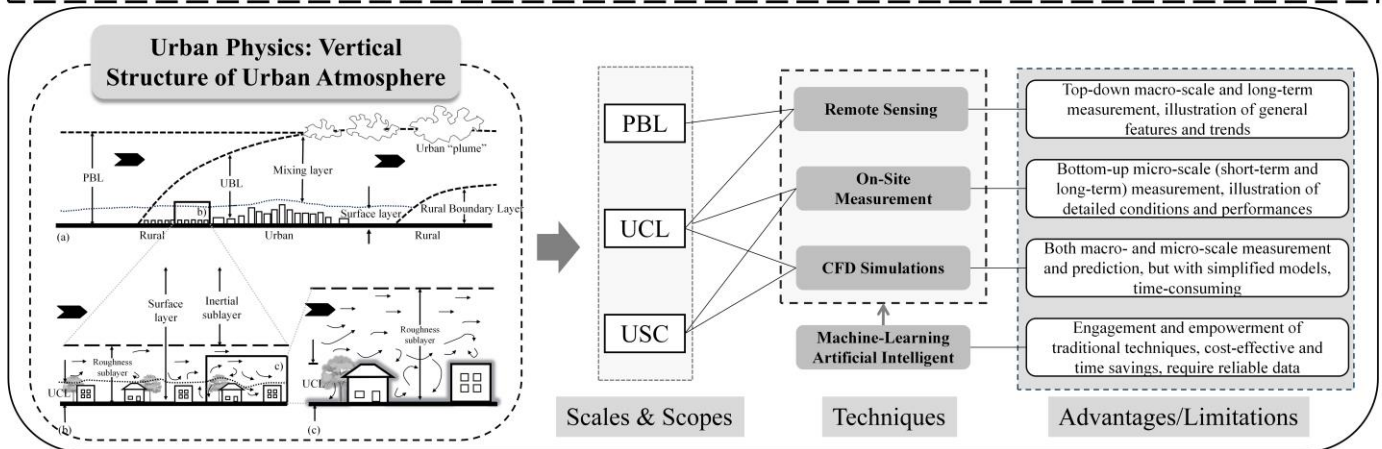 Urban Physics: Vertical
Structure of Urban Atmosphere
Urban "plume"
PBL
UBL
Mixing layer
b)
Surface layer
Rural Boundary Layer
(a)
Rural
Urban
Rural
Surface
layer
Inertial
sublayer
Roughness
sublayer
c)
UCL
(b)
Roughness
sublayer
UCL
(c)
PBL
UCL
USC
Scales & Scopes
Remote Sensing
On-Site
Measurement
CFD Simulations
Machine-Learning
Artificial Intelligent
Techniques
Top-down macro-scale and long-term
measurement, illustration of general
features and trends
Bottom-up micro-scale (short-term and
long-term) measurement, illustration of
detailed conditions and performances
Both macro- and micro-scale measurement
and prediction, but with simplified models,
time-consuming
Engagement and empowerment of
traditional techniques, cost-effective and
time savings, require reliable data
Advantages/Limitations